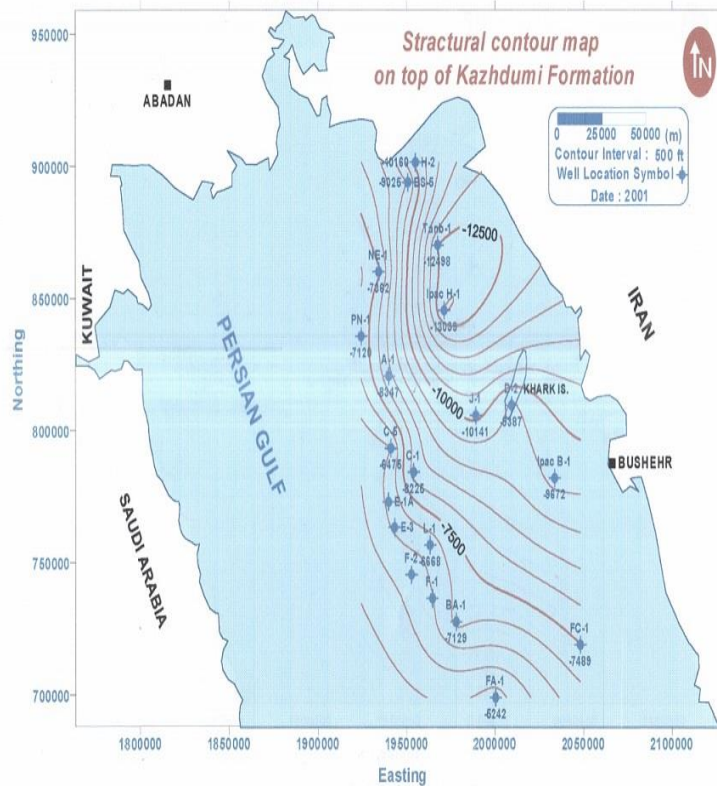 Stractural contour map
on top of Kazhdumi Formation
N
950000
900000
850000
800000
750000
700000
Northing
ABADAN
0 25000 50000 (m)
Contour Interval : 500 ft
Well Location Symbol
Date : 2001
-10160 H-2
BS-5
Tanb-1
-12498
-12500
NE-1
Ipac H-1
KUWAIT
IRAN
PN-1
-7120
A-1
PERSIAN GULF
-10000
J-1
-10141
KHARK IS.
C-5
C-1
Ipac B-1
BUSHEHR
E-1A
E-3
SAUDI ARABIA
L-1
-7500
F-2
F-1
BA-1
-7129
FC-1
-7489
FA-1
1800000
1850000
1900000
1950000
2000000
2050000
2100000
Easting